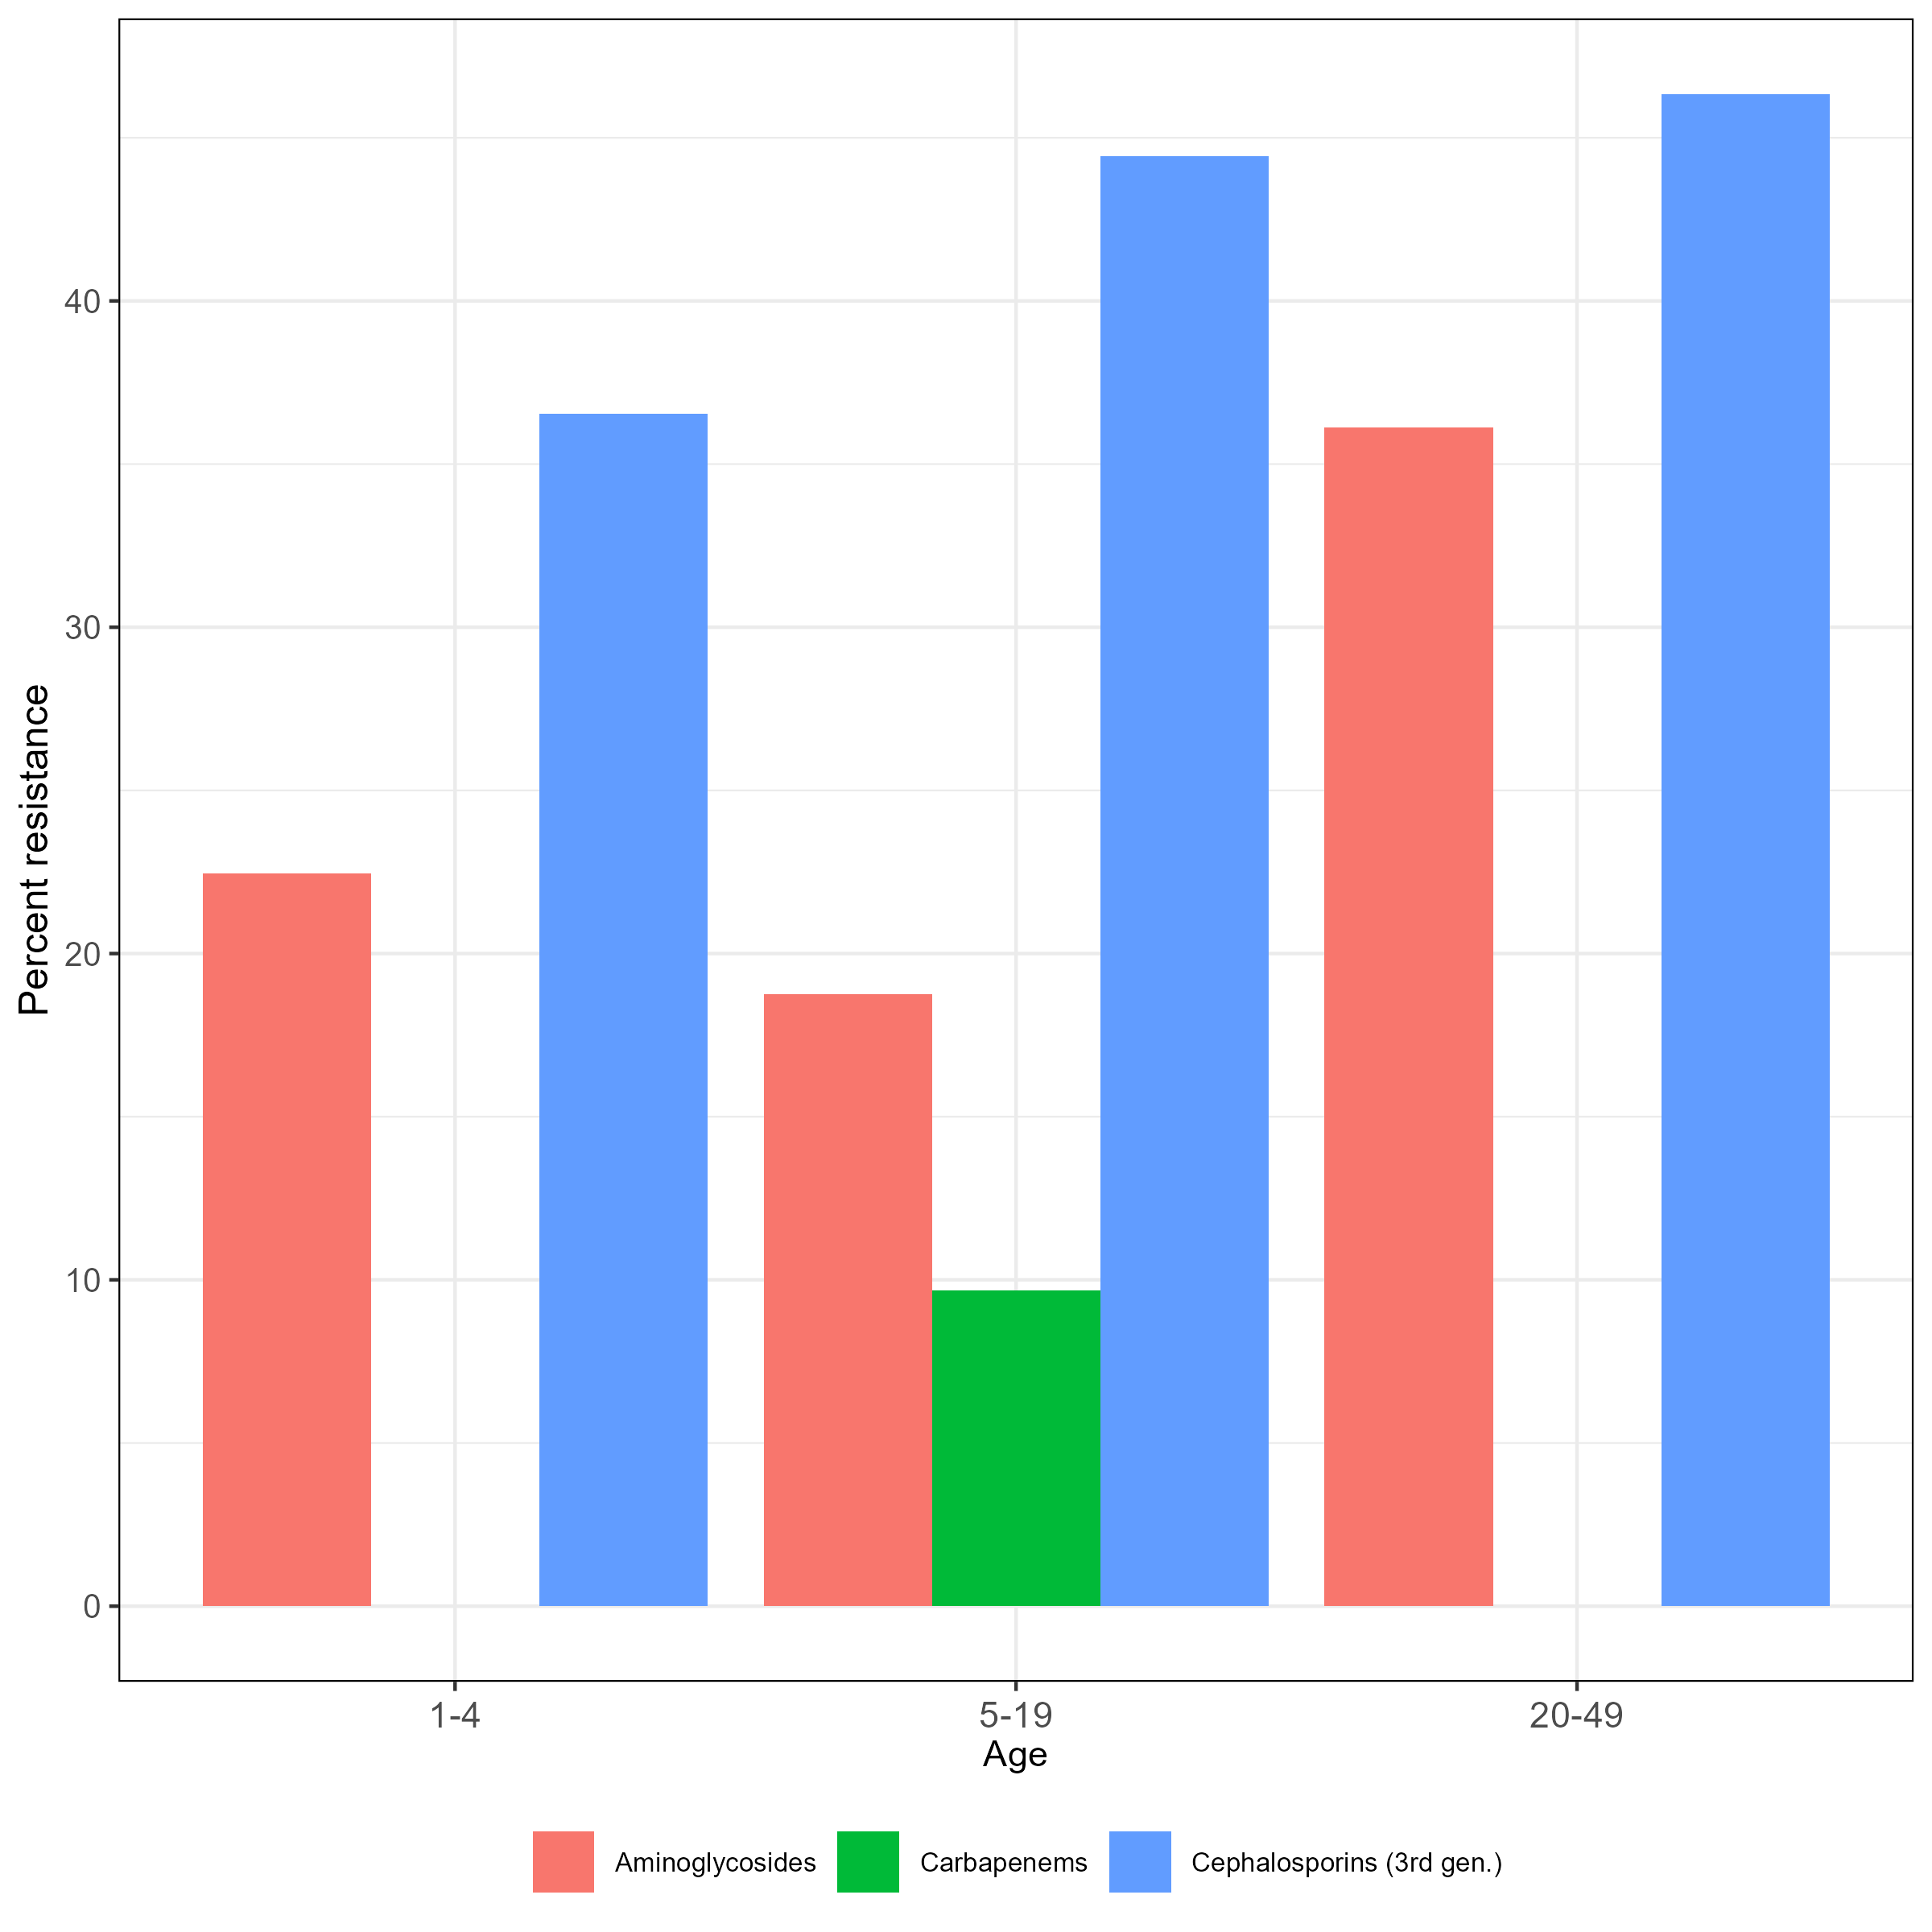 Percent resistance
40
30
20
10
0
1-4 5-19 20-49
Age
Aminoglycosides Carbapenems Cephalosporins (3rd gen.)